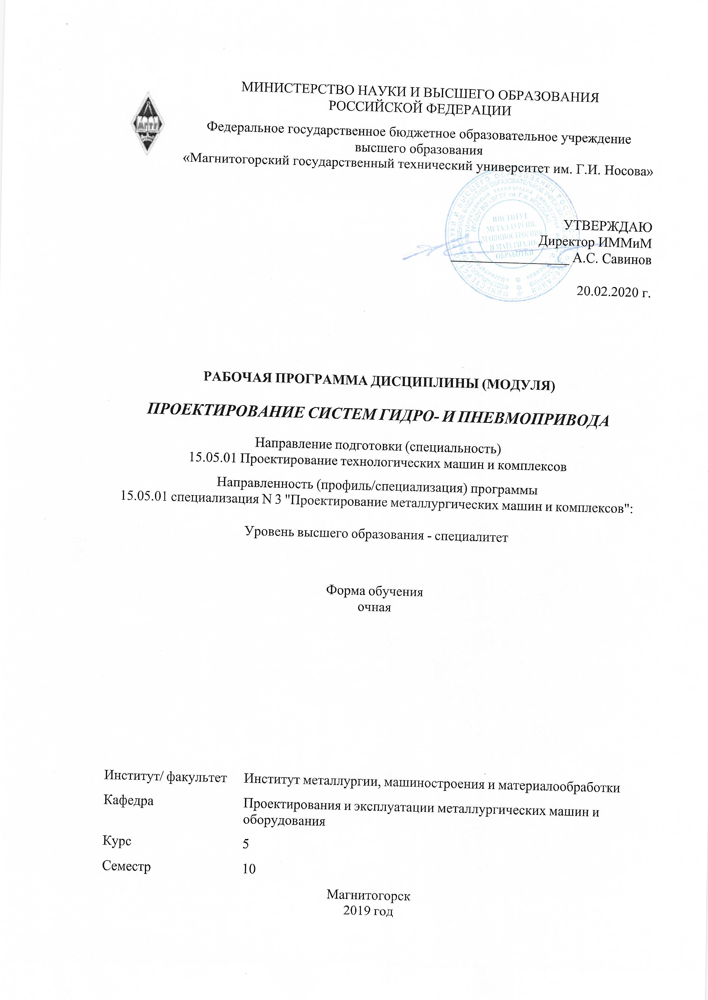 МИНИСТЕРСТВО НАУКИ И ВЫСШЕГО ОБРАЗОВАНИЯ
РОССИЙСКОЙ ФЕДЕРАЦИИ
МГТУ
Федеральное государственное бюджетное образовательное учреждение
высшего образования
«Магнитогорский государственный технический университет им. Г.И. Носова»
ИНСТИТУТ
МЕТАЛЛУРГИИ,
МАШИНОСТРОЕНИЯ
И МАТЕРИАЛО-
ОБРАБОТКИ
УТВЕРЖДАЮ
Директор ИММиМ
А.С. Савинов
20.02.2020 г.
РАБОЧАЯ ПРОГРАММА ДИСЦИПЛИНЫ (МОДУЛЯ)
ПРОЕКТИРОВАНИЕ СИСТЕМ ГИДРО- И ПНЕВМОПРИВОДА
Направление подготовки (специальность)
15.05.01 Проектирование технологических машин и комплексов
Направленность (профиль/специализация) программы
15.05.01 специализация N 3 "Проектирование металлургических машин и комплексов":
Уровень высшего образования - специалитет
Форма обучения
очная
Институт/ факультет Институт металлургии, машиностроения и материалообработки
Кафедра Проектирования и эксплуатации металлургических машин и
оборудования
Курс 5
Семестр 10
Магнитогорск
2019 год